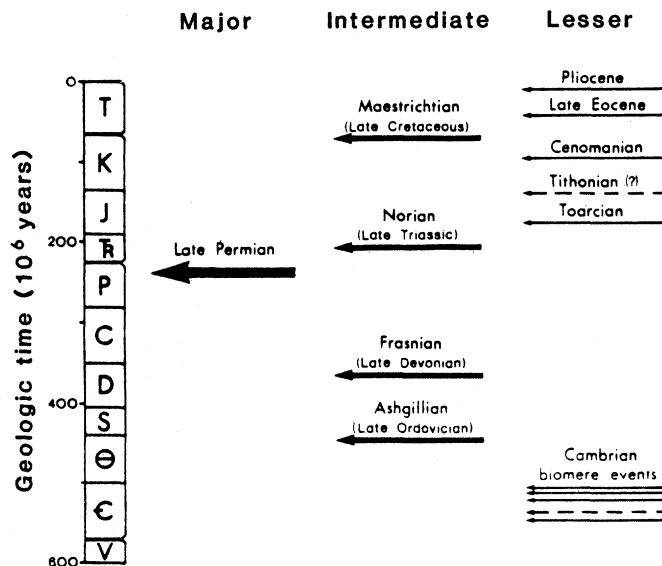 Major Intermediate Lesser
Geologic time (10⁶ years)
0
200
400
600
T
K
J
TR
P
C
D
S
Ɵ
Ꞓ
V
Late Permian
Maestrichtian
(Late Cretaceous)
Norian
(Late Triassic)
Frasnian
(Late Devonian)
Ashgillian
(Late Ordovician)
Pliocene
Late Eocene
Cenomanian
Tithonian (?)
Toarcian
Cambrian
biomere events